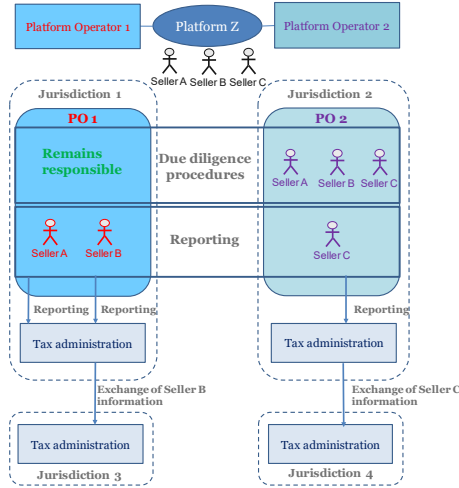 Platform Operator 1
Platform Z
Platform Operator 2
Seller A
Seller B
Seller C
Jurisdiction 1
Jurisdiction 2
PO 1
PO 2
Remains
responsible
Due diligence
procedures
Seller A
Seller B
Seller C
Reporting
Seller A
Seller B
Seller C
Reporting
Reporting
Reporting
Tax administration
Tax administration
Exchange of Seller B
information
Exchange of Seller C
information
Tax administration
Tax administration
Jurisdiction 3
Jurisdiction 4